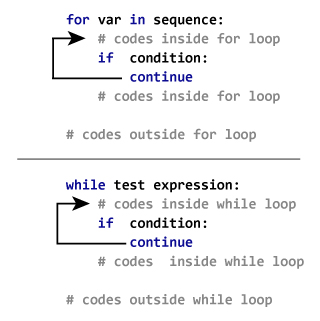 for var in sequence:
# codes inside for loop
if condition:
continue
# codes inside for loop
# codes outside for loop
while test expression:
# codes inside while loop
if condition:
continue
# codes inside while loop
# codes outside while loop